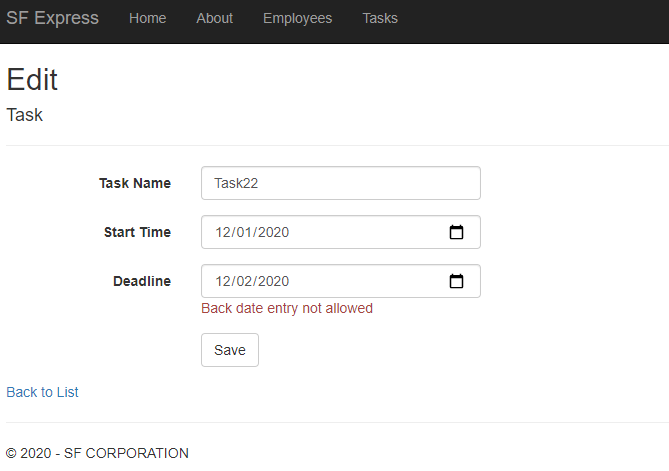 SF Express Home About Employees Tasks
Edit
Task
Task Name Task22
Start Time 12/01/2020
Deadline 12/02/2020
Back date entry not allowed
Save
Back to List
© 2020 - SF CORPORATION